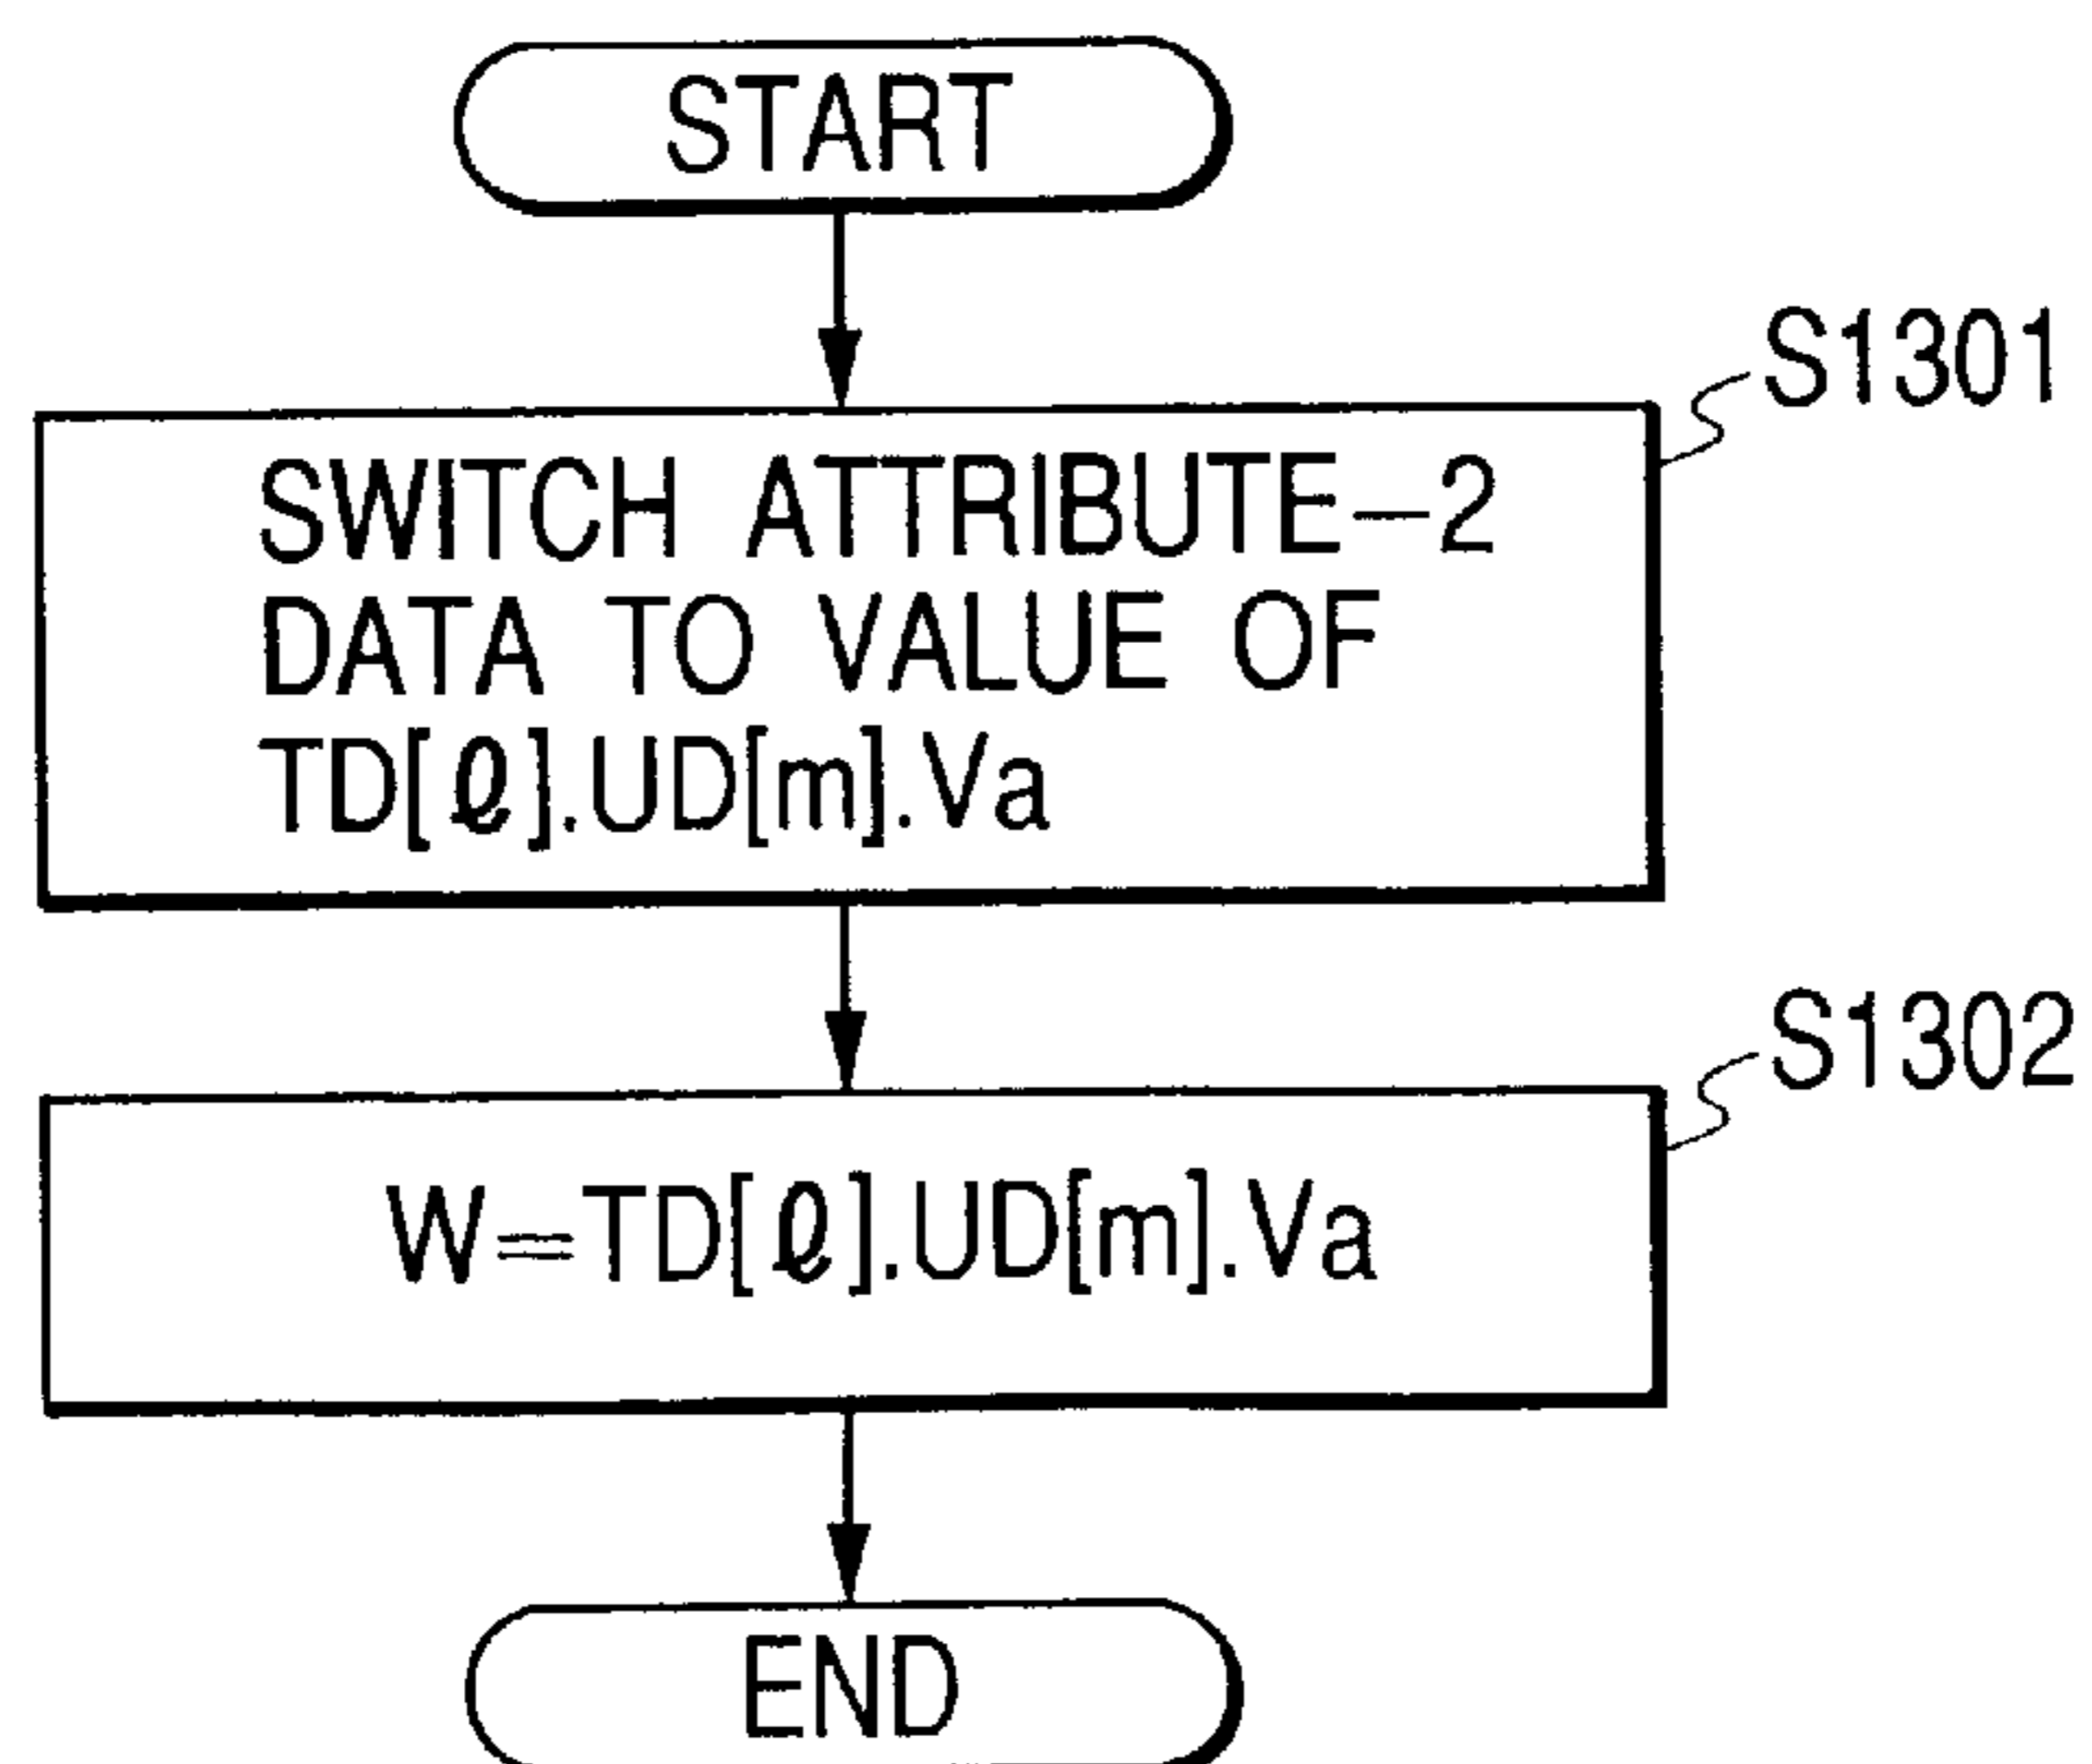 START
S1301
SWITCH ATTRIBUTE-2
DATA TO VALUE OF
TD[ℓ].UD[m].Va
S1302
W=TD[ℓ].UD[m].Va
END